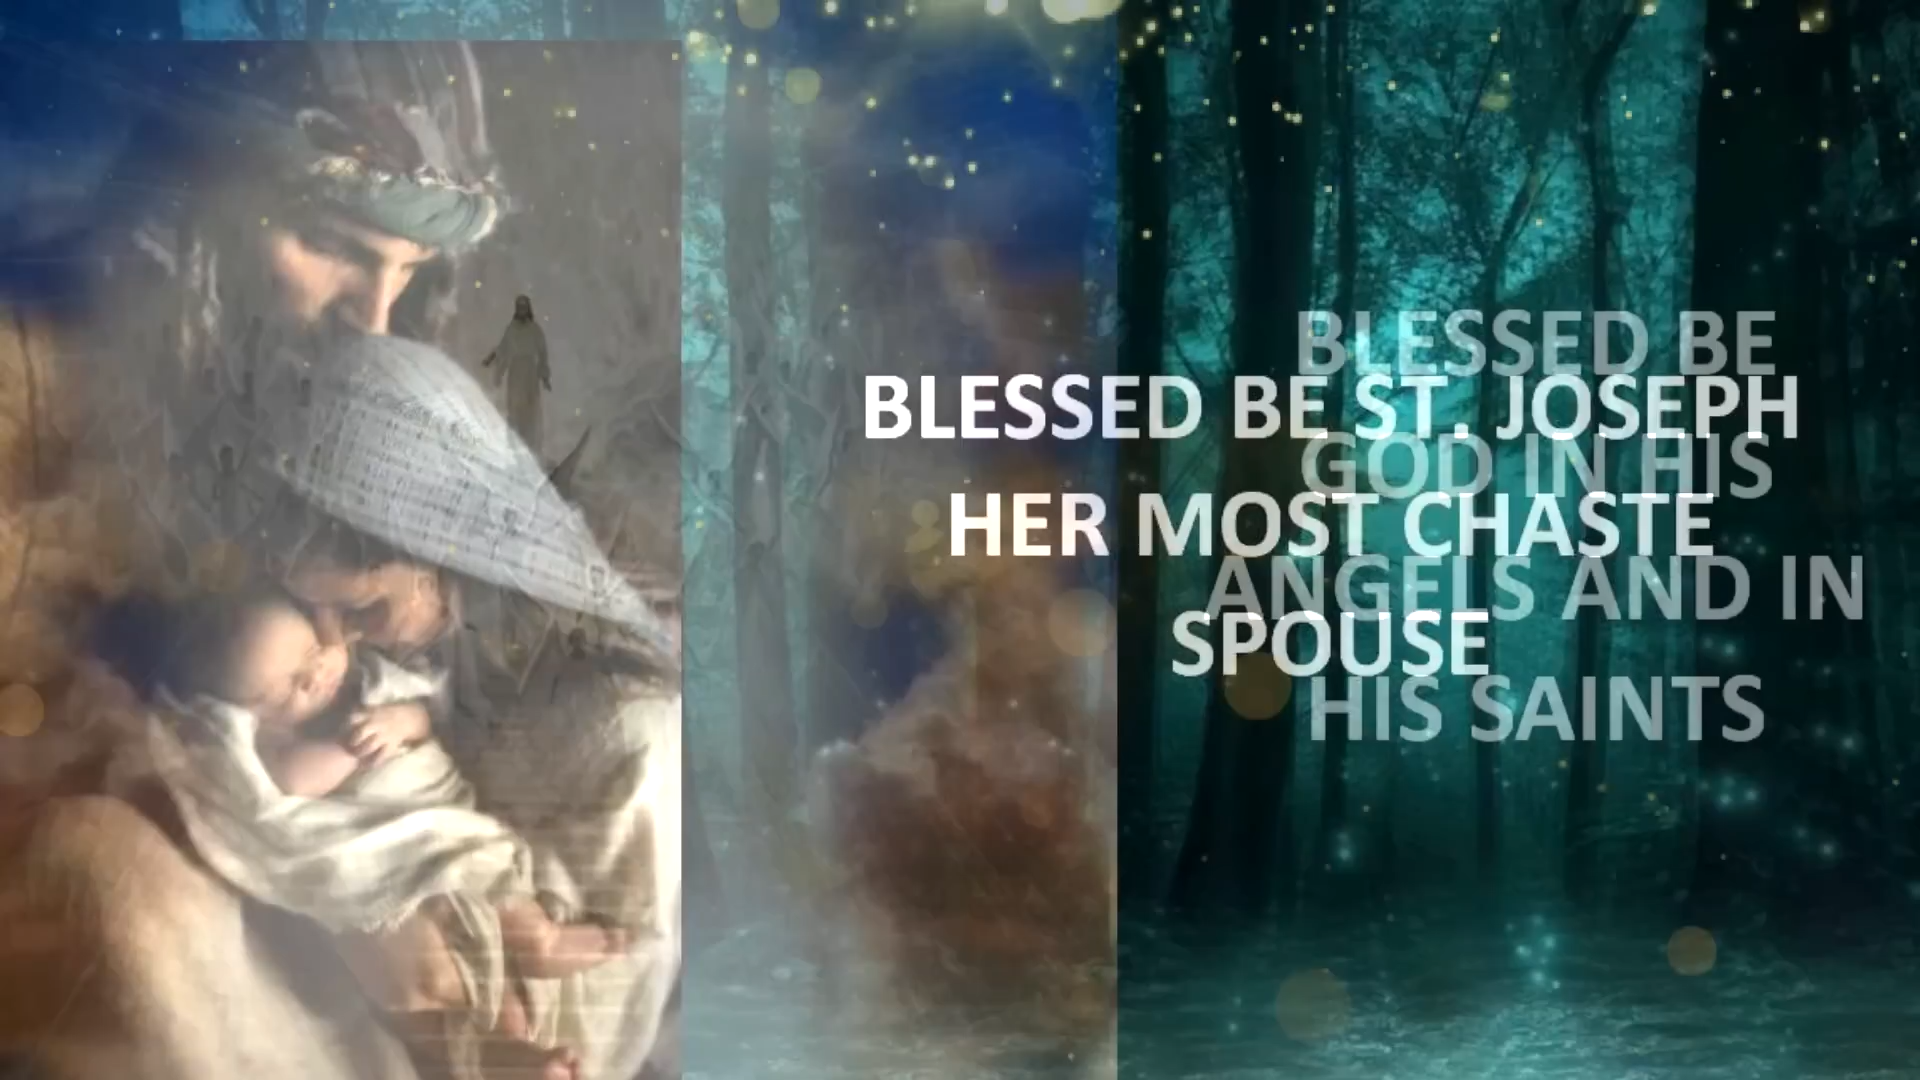 BLESSED BE ST. JOSEPH
HER MOST CHASTE
SPOUSE
BLESSED BE
GOD IN HIS
ANGELS AND IN
HIS SAINTS